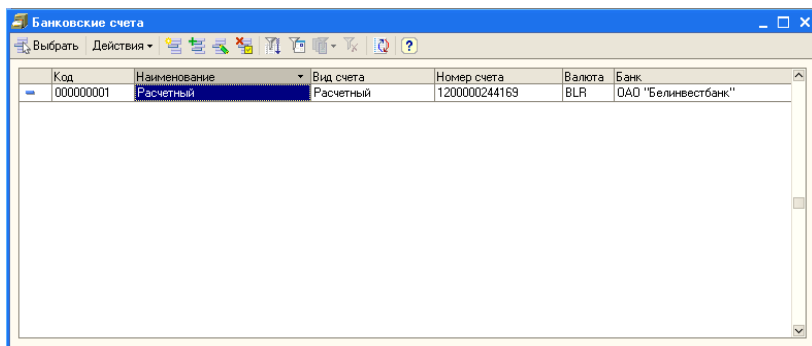 Банковские счета
Выбрать Действия ?
Код Наименование Вид счета Номер счета Валюта Банк
000000001 Расчетный Расчетный 1200000244169 BLR ОАО "Белинвестбанк"